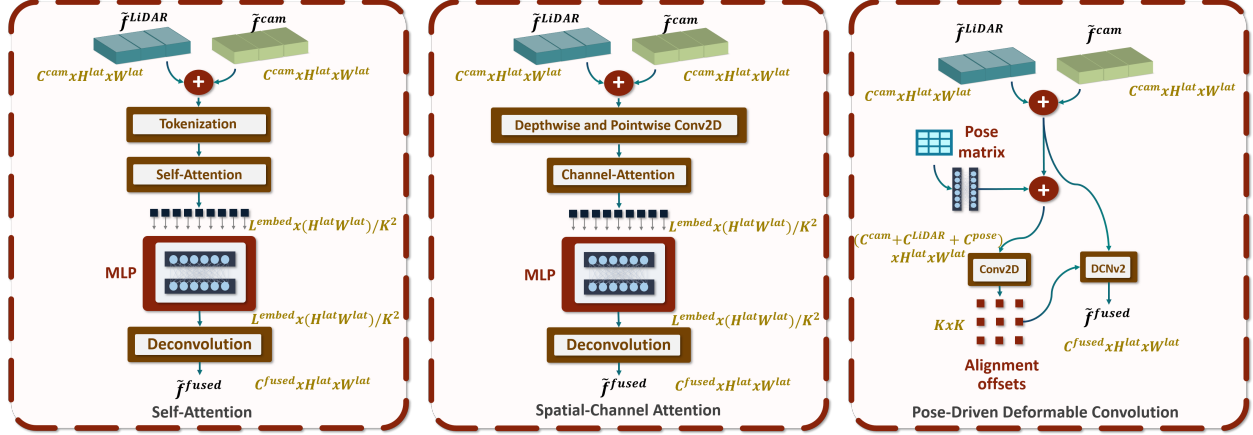 f̃^LiDAR
f̃^cam
C^cam x H^lat x W^lat
C^cam x H^lat x W^lat
+
Tokenization
Self-Attention
L^embed x(H^lat W^lat)/K^2
MLP
L^embed x(H^lat W^lat)/K^2
Deconvolution
f̃^fused
C^fused x H^lat x W^lat
Self-Attention
f̃^LiDAR
f̃^cam
C^cam x H^lat x W^lat
C^cam x H^lat x W^lat
+
Depthwise and Pointwise Conv2D
Channel-Attention
L^embed x(H^lat W^lat)/K^2
MLP
L^embed x(H^lat W^lat)/K^2
Deconvolution
f̃^fused
C^fused x H^lat x W^lat
Spatial-Channel Attention
f̃^LiDAR
f̃^cam
C^cam x H^lat x W^lat
C^cam x H^lat x W^lat
+
Pose
matrix
+
(C^cam + C^LiDAR + C^pose)
x H^lat x W^lat
Conv2D
DCNv2
KxK
f̃^fused
C^fused x H^lat x W^lat
Alignment
offsets
Pose-Driven Deformable Convolution